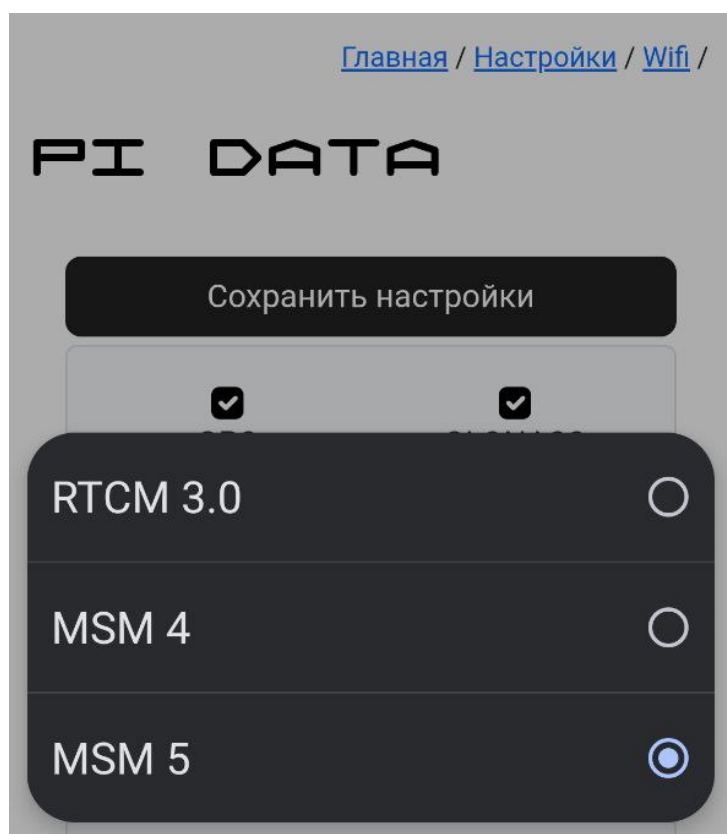 Главная / Настройки / Wifi /
PI DATA
Сохранить настройки
RTCM 3.0
MSM 4
MSM 5